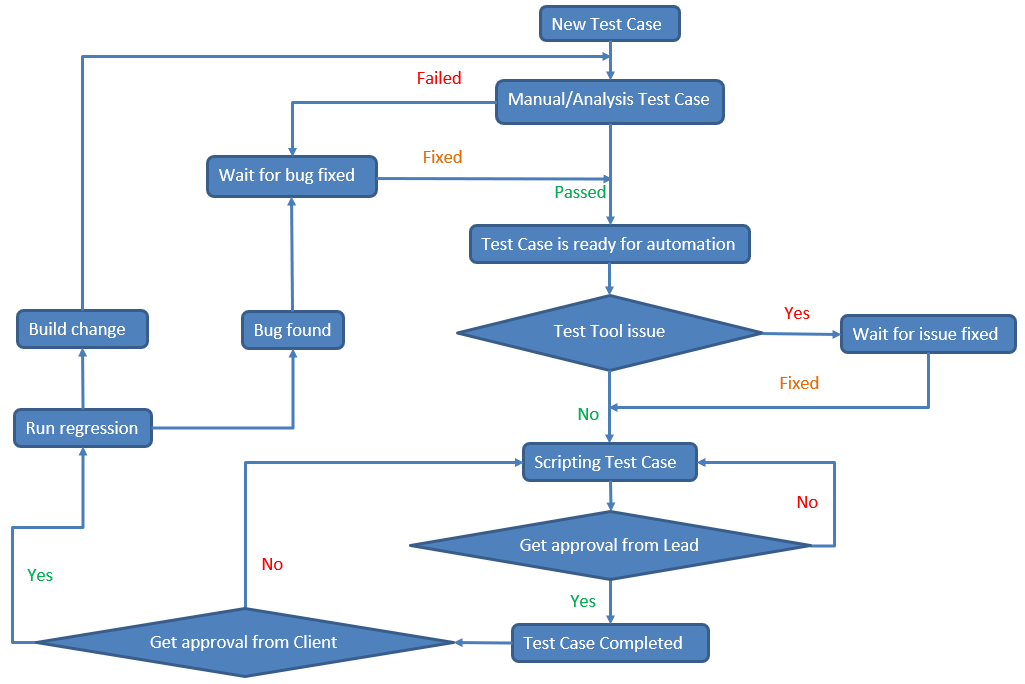 New Test Case
Failed
Manual/Analysis Test Case
Fixed
Wait for bug fixed
Passed
Test Case is ready for automation
Yes
Build change
Bug found
Test Tool issue
Wait for issue fixed
Fixed
No
Run regression
Scripting Test Case
No
Get approval from Lead
No
Yes
Yes
Get approval from Client
Test Case Completed